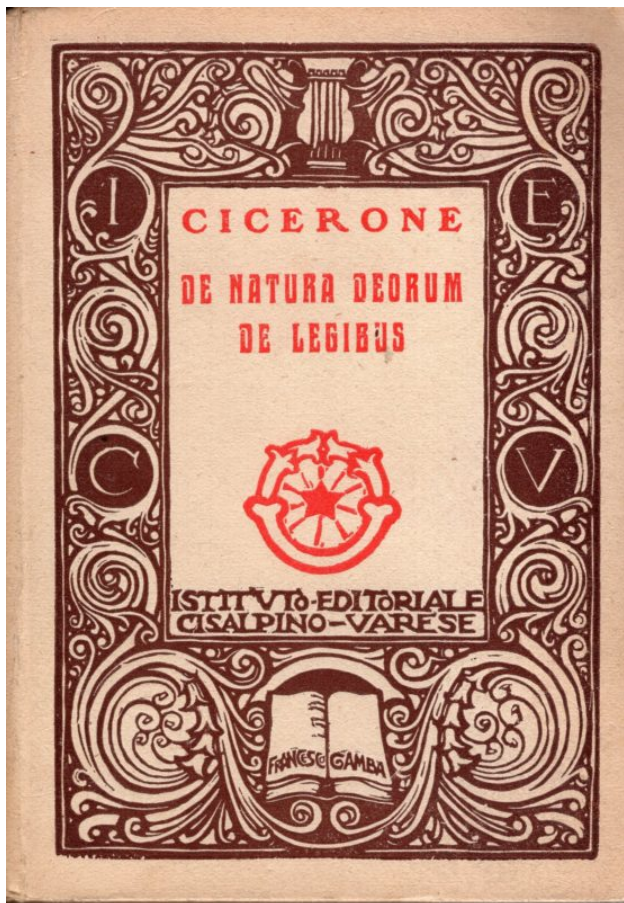 I E
CICERONE
DE NATURA DEORUM
DE LEGIBUS
C V
ISTITVTO·EDITORIALE
CISALPINO–VARESE
FRANCESCO GAMBA